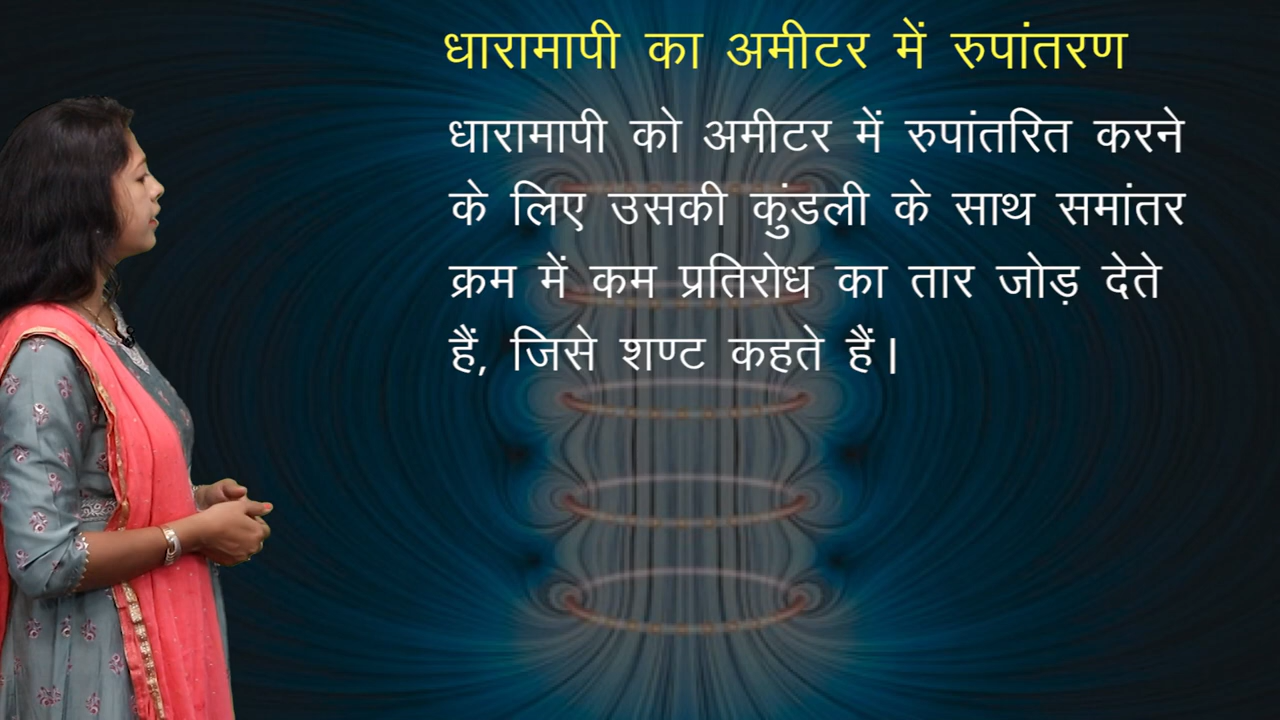 धारामापी का अमीटर में रुपांतरण
धारामापी को अमीटर में रुपांतरित करने
के लिए उसकी कुंडली के साथ समांतर
क्रम में कम प्रतिरोध का तार जोड़ देते
हैं, जिसे शण्ट कहते हैं।